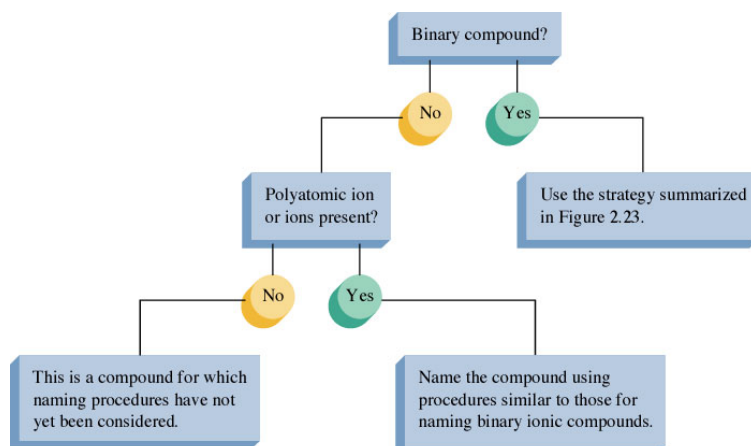 Binary compound?
No
Yes
Polyatomic ion
or ions present?
Use the strategy summarized
in Figure 2.23.
No
Yes
This is a compound for which
naming procedures have not
yet been considered.
Name the compound using
procedures similar to those for
naming binary ionic compounds.